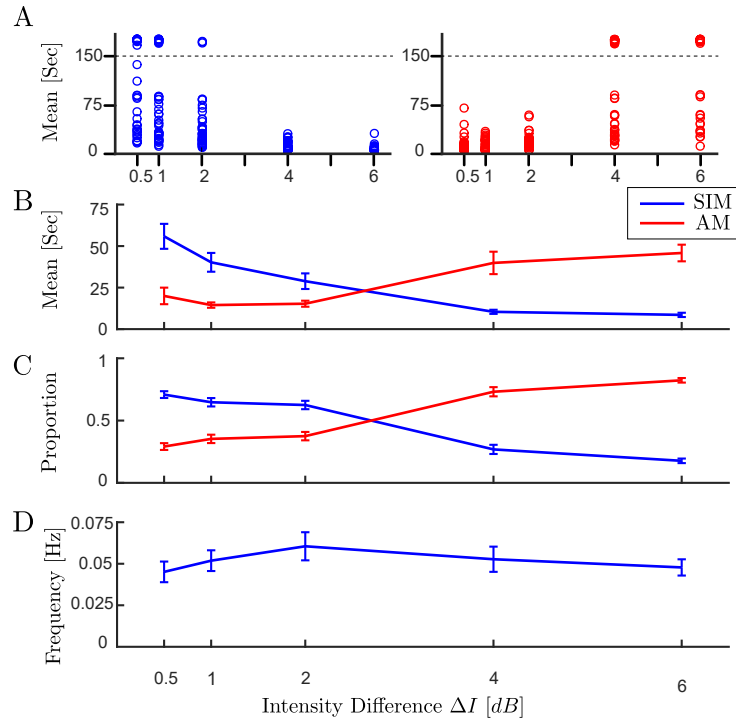 A
Mean [Sec]
150
75
0
0.5 1 2 4 6
150
75
0
0.5 1 2 4 6
B
Mean [Sec]
75
50
25
0
SIM
AM
C
Proportion
1
0.5
0
D
Frequency [Hz]
0.075
0.05
0.025
0
0.5 1 2 4 6
Intensity Difference ΔI [dB]